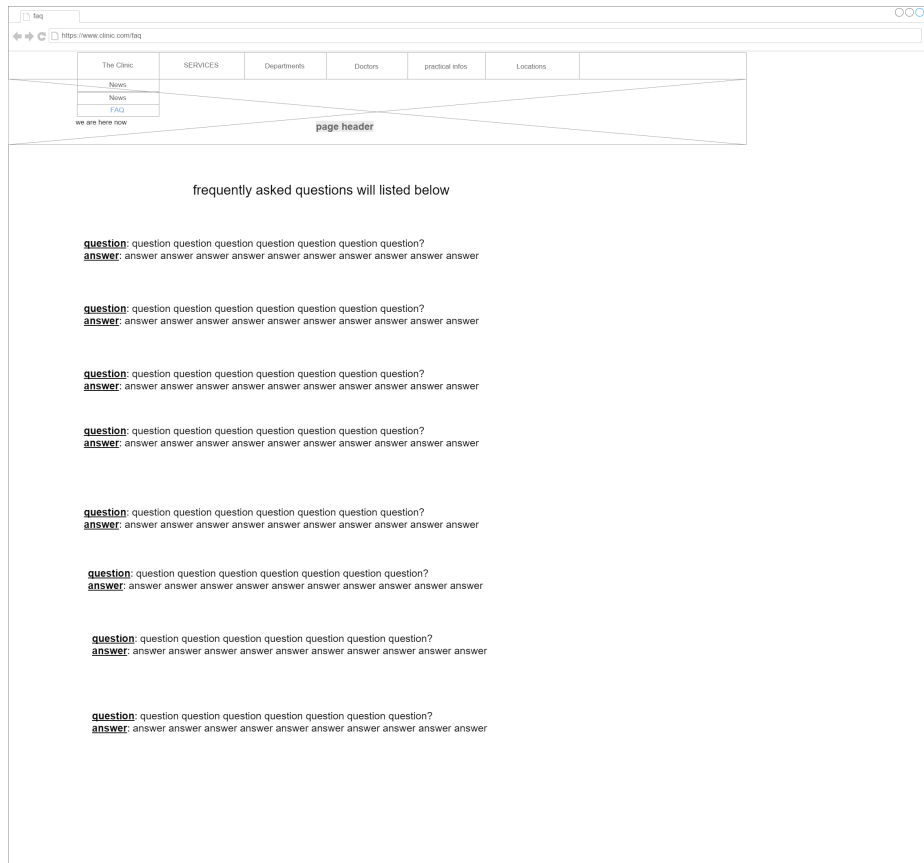 faq
https://www.clinic.com/faq
The Clinic SERVICES Departments Doctors practical infos Locations
News
News
FAQ
we are here now
page header
frequently asked questions will listed below
question: question question question question question question question?
answer: answer answer answer answer answer answer answer answer answer answer
question: question question question question question question question?
answer: answer answer answer answer answer answer answer answer answer answer
question: question question question question question question question?
answer: answer answer answer answer answer answer answer answer answer answer
question: question question question question question question question?
answer: answer answer answer answer answer answer answer answer answer answer
question: question question question question question question question?
answer: answer answer answer answer answer answer answer answer answer answer
question: question question question question question question question?
answer: answer answer answer answer answer answer answer answer answer answer
question: question question question question question question question?
answer: answer answer answer answer answer answer answer answer answer answer
question: question question question question question question question?
answer: answer answer answer answer answer answer answer answer answer answer